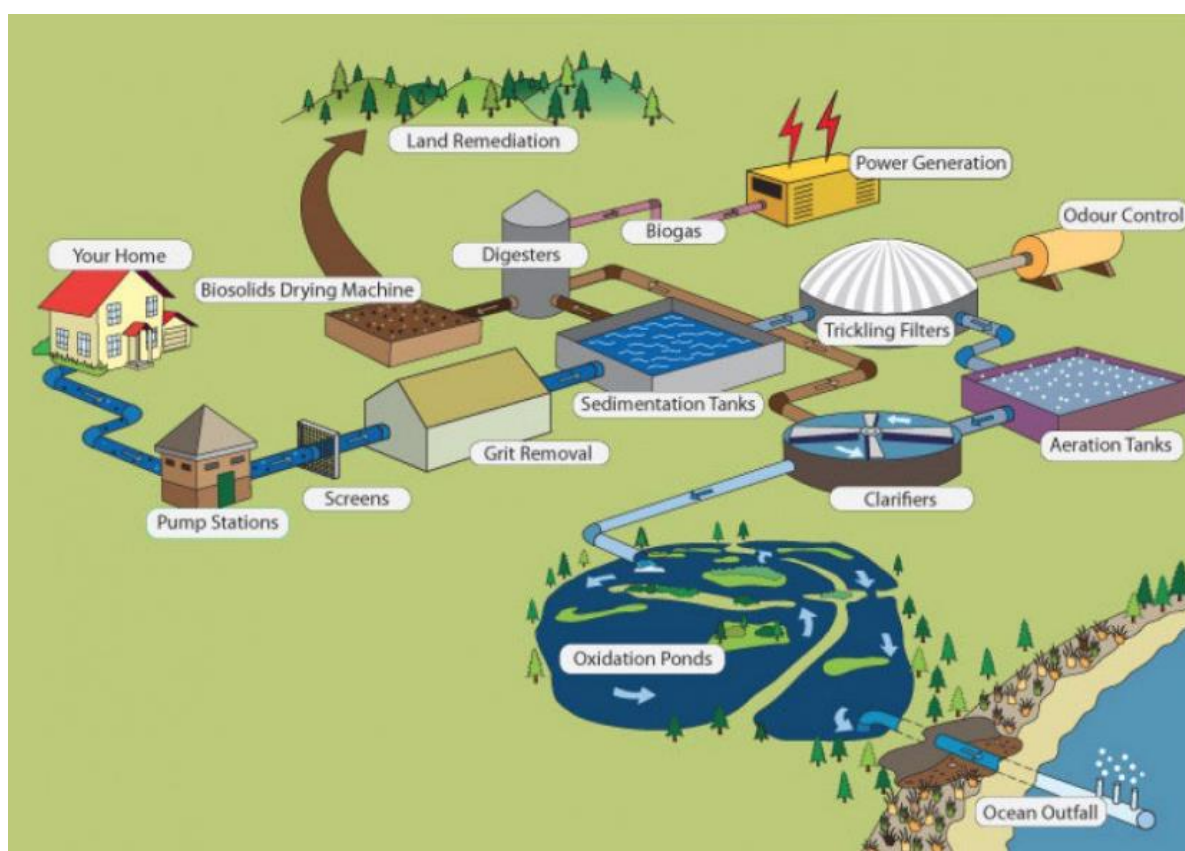 Land Remediation
Power Generation
Odour Control
Biogas
Digesters
Your Home
Biosolids Drying Machine
Trickling Filters
Sedimentation Tanks
Grit Removal
Aeration Tanks
Screens
Clarifiers
Pump Stations
Oxidation Ponds
Ocean Outfall